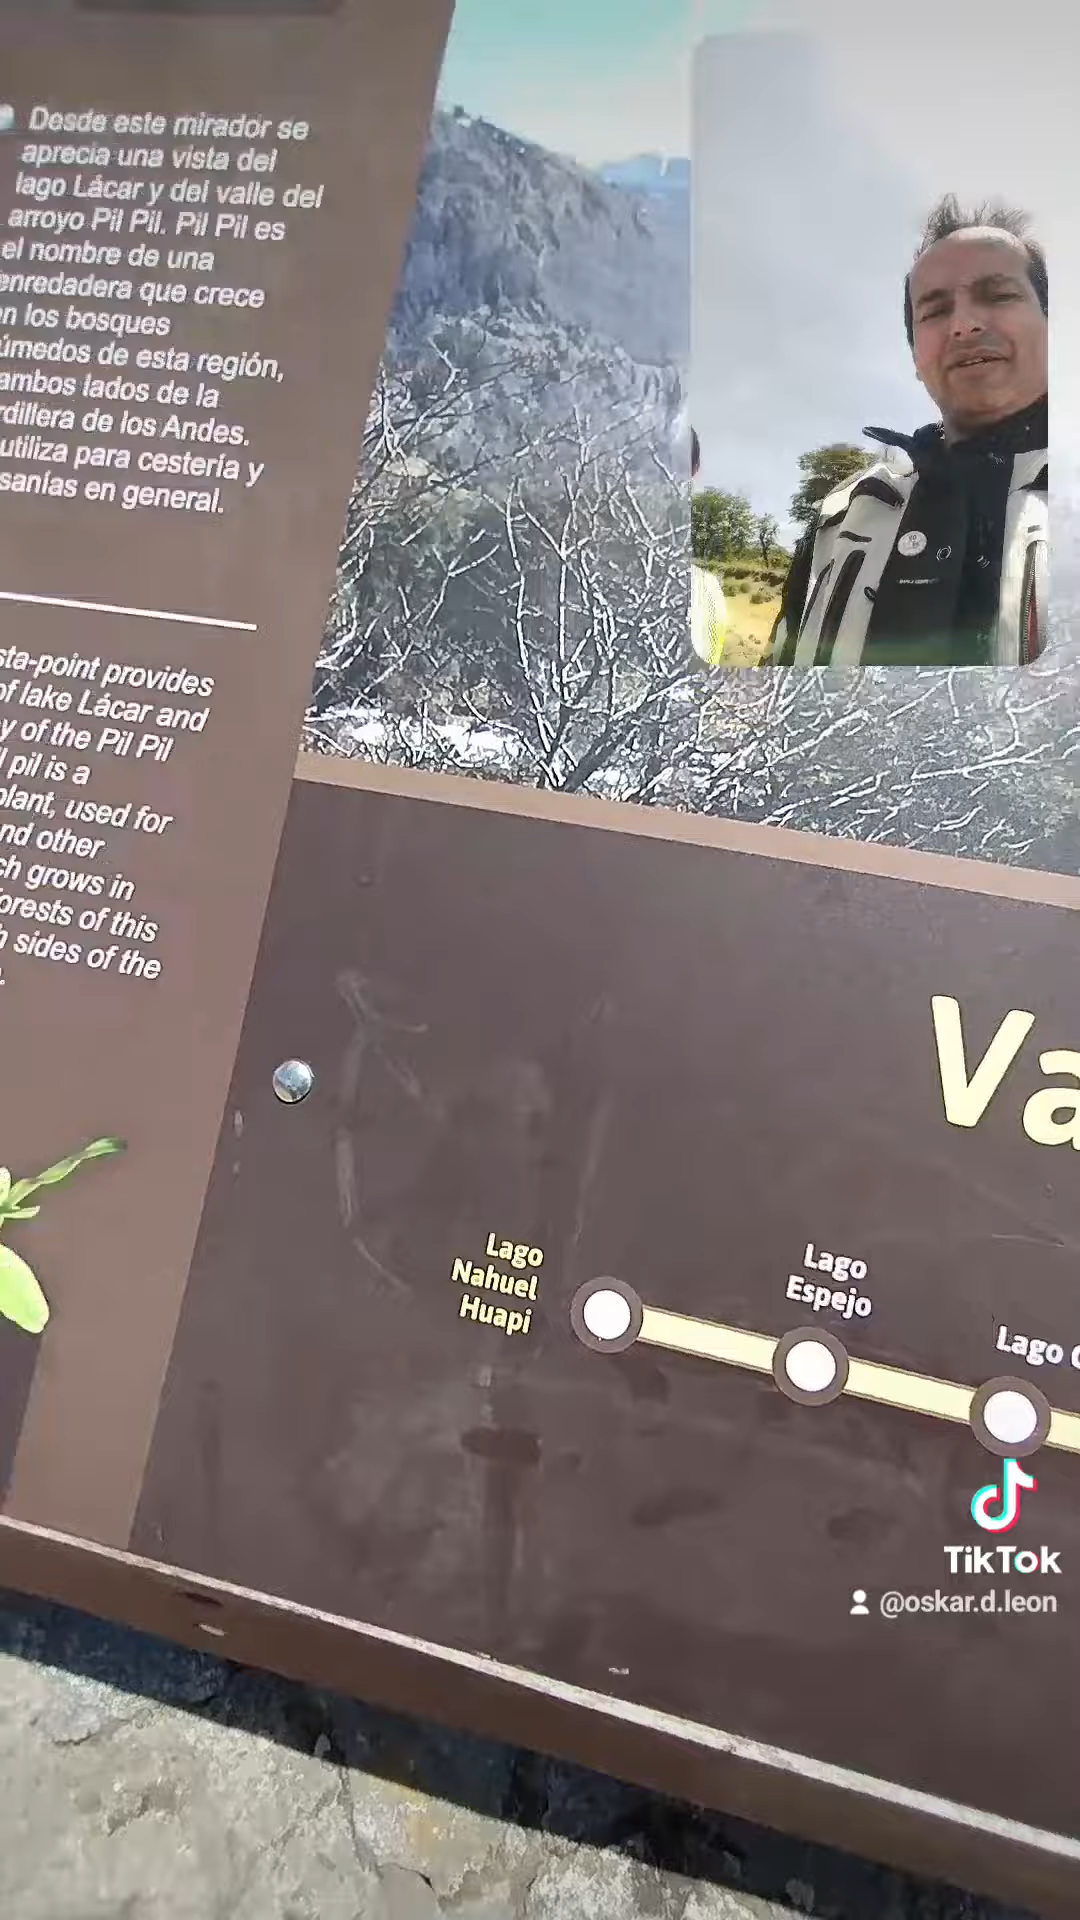 Desde este mirador se
aprecia una vista del
lago Lácar y del valle del
arroyo Pil Pil. Pil Pil es
el nombre de una
enredadera que crece
en los bosques
úmedos de esta región,
ambos lados de la
rdillera de los Andes.
utiliza para cestería y
sanías en general.
sta-point provides
of lake Lácar and
y of the Pil Pil
l pil is a
plant, used for
nd other
ch grows in
orests of this
h sides of the
Va
Lago
Nahuel
Huapi
Lago
Espejo
Lago
TikTok
@oskar.d.leon